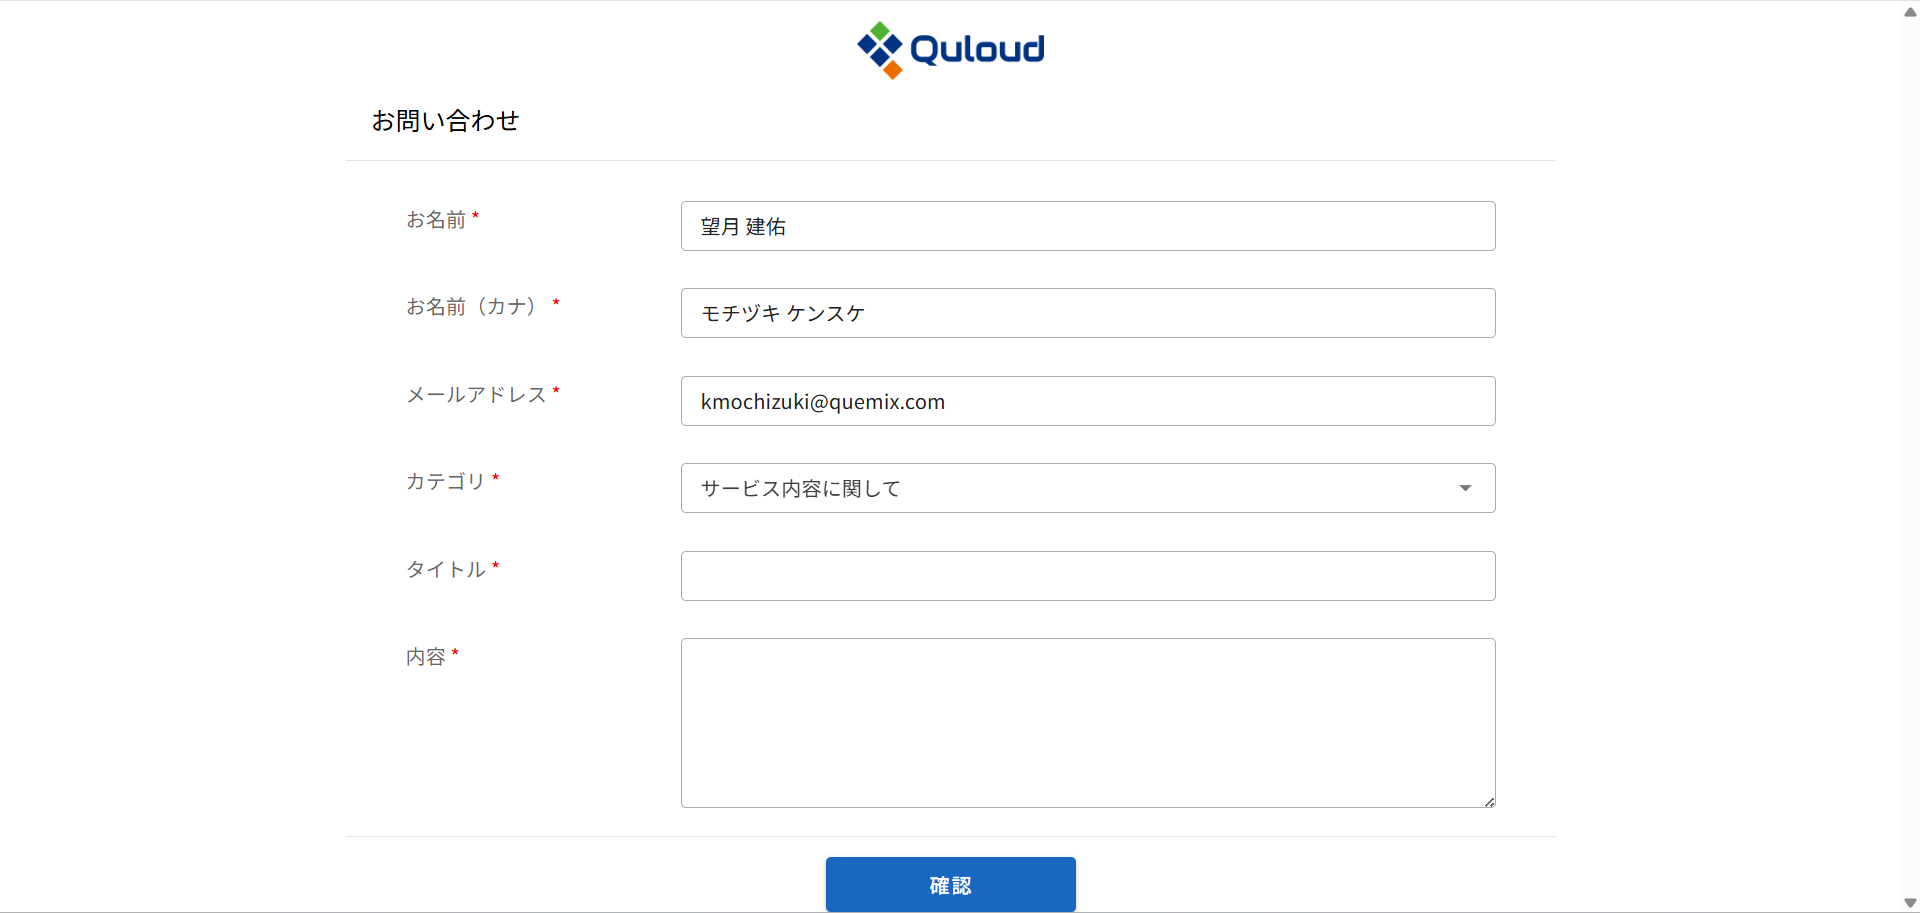 Quloud
お問い合わせ
お名前 *
望月 建佑
お名前（カナ） *
モチヅキ ケンスケ
メールアドレス *
kmochizuki@quemix.com
カテゴリ *
サービス内容に関して
タイトル *
内容 *
確認